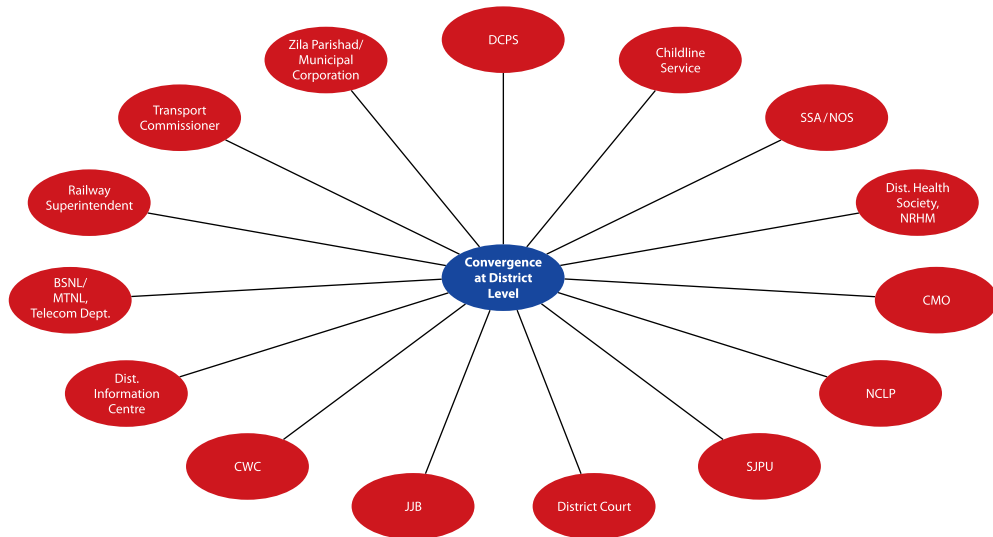 DCPS
Zila Parishad/
Municipal
Corporation
Childline
Service
Transport
Commissioner
SSA / NOS
Railway
Superintendent
Dist. Health
Society,
NRHM
Convergence
at District
Level
BSNL/
MTNL,
Telecom Dept.
CMO
Dist.
Information
Centre
NCLP
CWC
SJPU
JJB
District Court